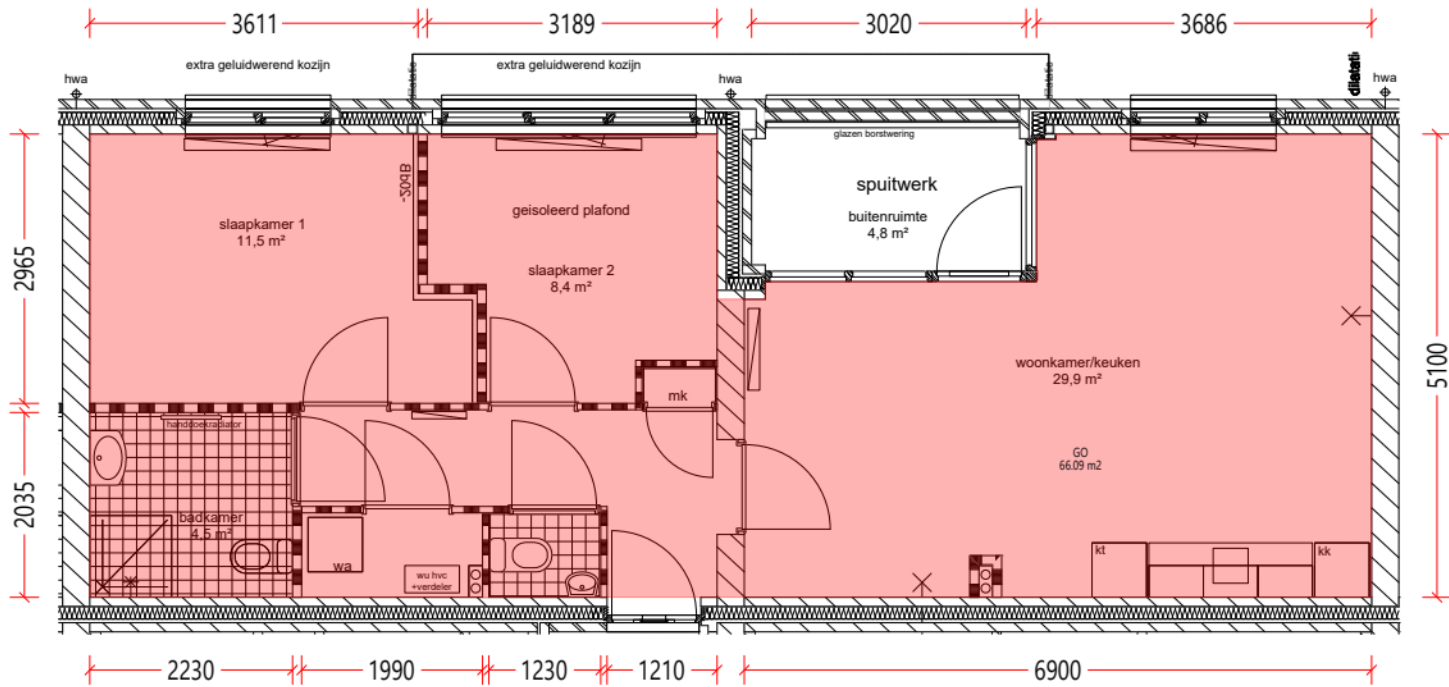 3611
3189
3020
3686
extra geluidwerend kozijn
extra geluidwerend kozijn
dilatatie
dilatatie
dilatatie
hwa
hwa
hwa
glazen borstwering
spuitwerk
buitenruimte
4,8 m²
slaapkamer 1
11,5 m²
geisoleerd plafond
slaapkamer 2
8,4 m²
2965
5100
woonkamer/keuken
29,9 m²
mk
handdoekradiator
GO
66.09 m2
2035
badkamer
4,5 m²
wa
wu hvc
+verdeler
kt
kk
2230
1990
1230
1210
6900